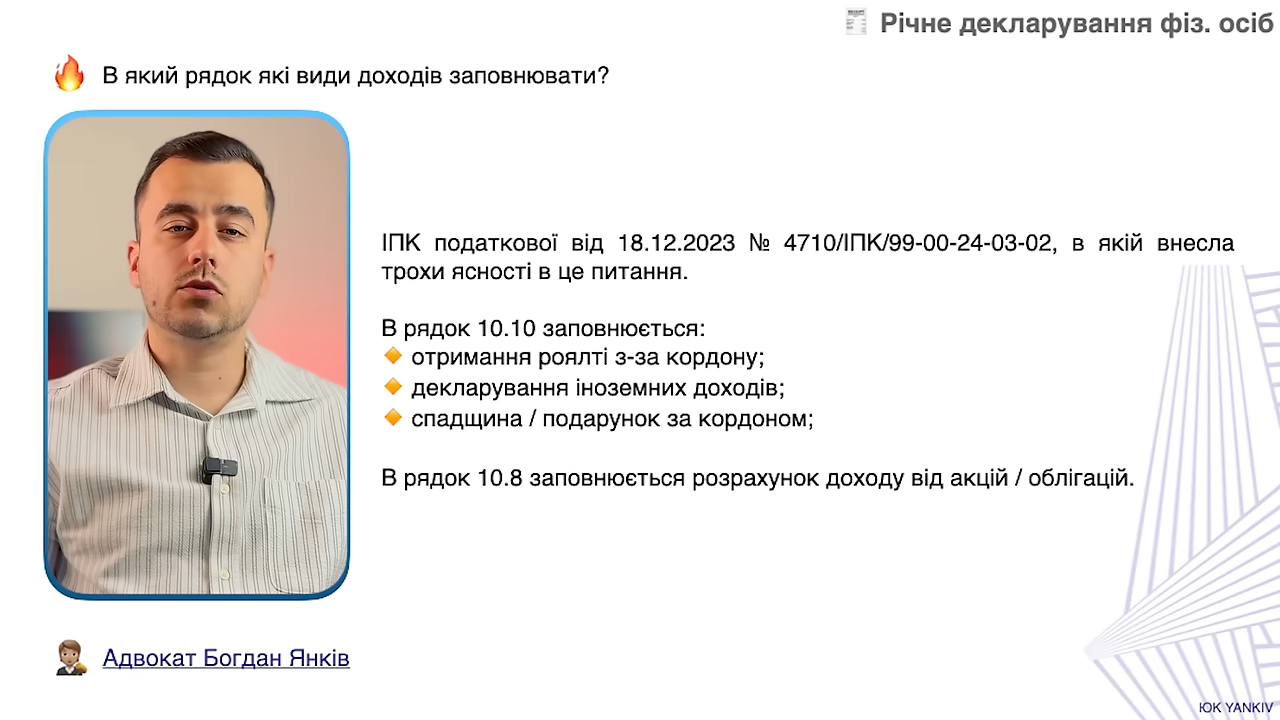 Річне декларування фіз. осіб
В який рядок які види доходів заповнювати?
ІПК податкової від 18.12.2023 № 4710/ІПК/99-00-24-03-02, в якій внесла
трохи ясності в це питання.
В рядок 10.10 заповнюється:
отримання роялті з-за кордону;
декларування іноземних доходів;
спадщина / подарунок за кордоном;
В рядок 10.8 заповнюється розрахунок доходу від акцій / облігацій.
Адвокат Богдан Янків
ЮК YANKIV